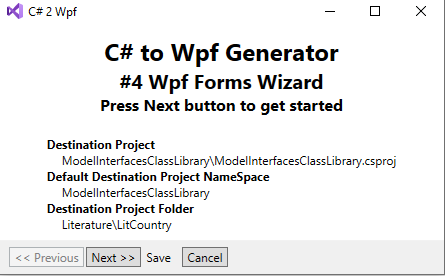 C# 2 Wpf
C# to Wpf Generator
#4 Wpf Forms Wizard
Press Next button to get started
Destination Project
ModelInterfacesClassLibrary\ModelInterfacesClassLibrary.csproj
Default Destination Project NameSpace
ModelInterfacesClassLibrary
Destination Project Folder
Literature\LitCountry
<< Previous Next >> Save Cancel